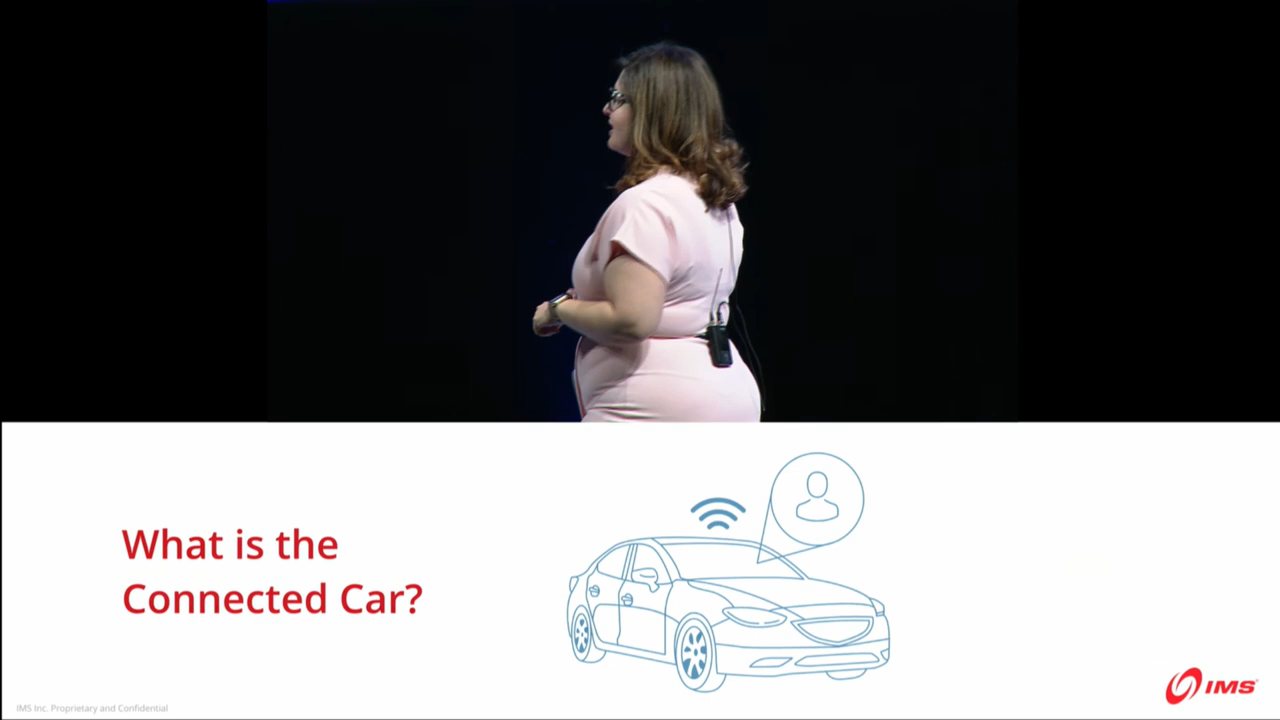 What is the
Connected Car?
IMS Inc. Proprietary and Confidential
IMS